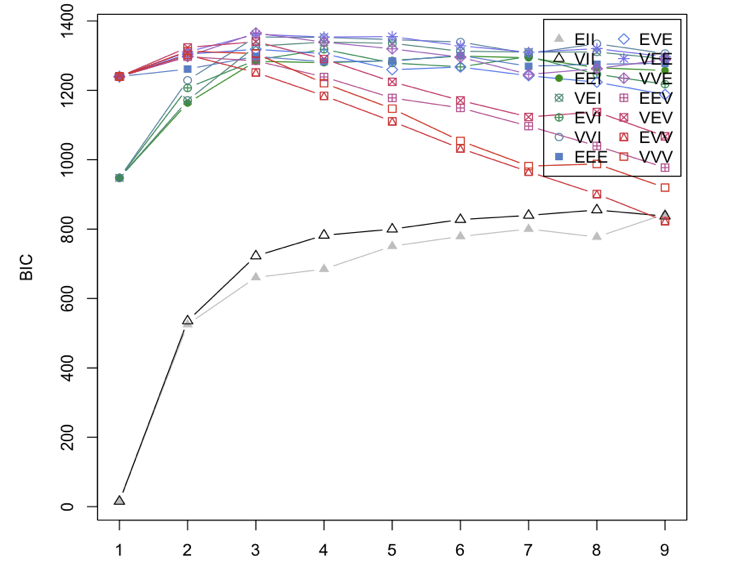 1400
1200
1000
800
600
400
200
0
BIC
EII EVE
VII VEE
EEI VVE
VEI EEV
EVI VEV
VVI EVV
EEE VVV
1 2 3 4 5 6 7 8 9